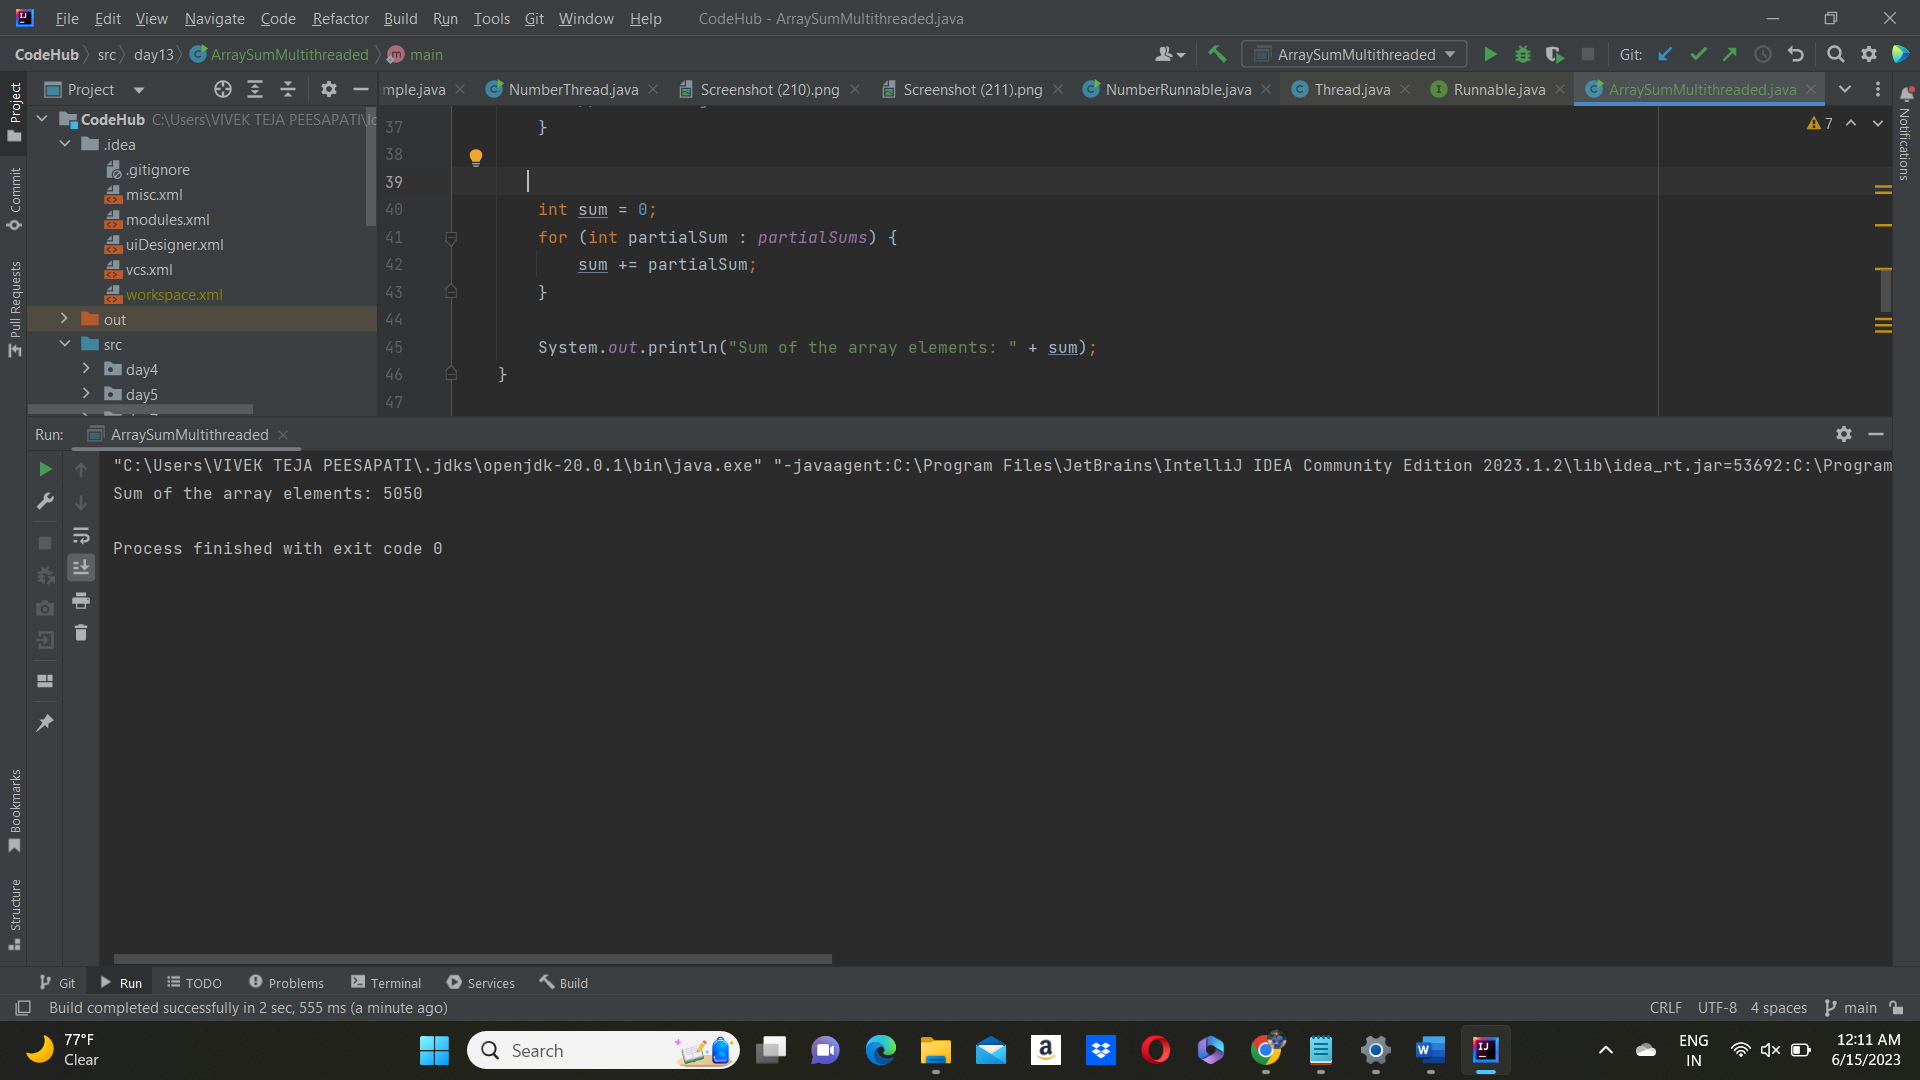 File Edit View Navigate Code Refactor Build Run Tools Git Window Help CodeHub - ArraySumMultithreaded.java
CodeHub src day13 ArraySumMultithreaded main ArraySumMultithreaded Git:
Project mple.java NumberThread.java Screenshot (210).png Screenshot (211).png NumberRunnable.java Thread.java Runnable.java ArraySumMultithreaded.java
CodeHub C:\Users\VIVEK TEJA PEESAPATI\Id
.idea
.gitignore
misc.xml
modules.xml
uiDesigner.xml
vcs.xml
workspace.xml
out
src
day4
day5
37 }
38
39
40 int sum = 0;
41 for (int partialSum : partialSums) {
42 sum += partialSum;
43 }
44
45 System.out.println("Sum of the array elements: " + sum);
46 }
47
7
Project
Commit
Pull Requests
Bookmarks
Structure
Notifications
Run: ArraySumMultithreaded
"C:\Users\VIVEK TEJA PEESAPATI\.jdks\openjdk-20.0.1\bin\java.exe" "-javaagent:C:\Program Files\JetBrains\IntelliJ IDEA Community Edition 2023.1.2\lib\idea_rt.jar=53692:C:\Program
Sum of the array elements: 5050
Process finished with exit code 0
Git Run TODO Problems Terminal Services Build
Build completed successfully in 2 sec, 555 ms (a minute ago) CRLF UTF-8 4 spaces main
77°F
Clear
Search
ENG
IN
12:11 AM
6/15/2023